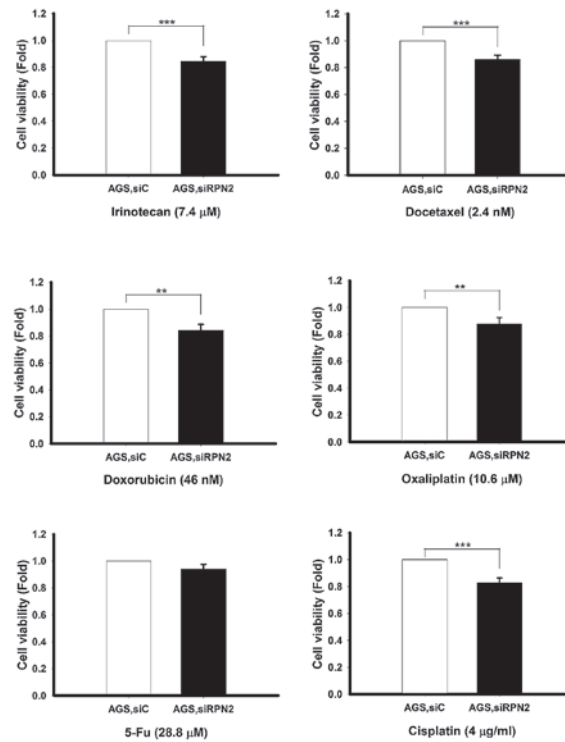 ***
Cell viability (Fold)
1.2
1.0
0.8
0.6
0.4
0.2
0.0
AGS,siC AGS,siRPN2
Irinotecan (7.4 μM)
***
Cell viability (Fold)
1.2
1.0
0.8
0.6
0.4
0.2
0.0
AGS,siC AGS,siRPN2
Docetaxel (2.4 nM)
**
Cell viability (Fold)
1.2
1.0
0.8
0.6
0.4
0.2
0.0
AGS,siC AGS,siRPN2
Doxorubicin (46 nM)
**
Cell viability (Fold)
1.2
1.0
0.8
0.6
0.4
0.2
0.0
AGS,siC AGS,siRPN2
Oxaliplatin (10.6 μM)
Cell viability (Fold)
1.2
1.0
0.8
0.6
0.4
0.2
0.0
AGS,siC AGS,siRPN2
5-Fu (28.8 μM)
***
Cell viability (Fold)
1.2
1.0
0.8
0.6
0.4
0.2
0.0
AGS,siC AGS,siRPN2
Cisplatin (4 μg/ml)